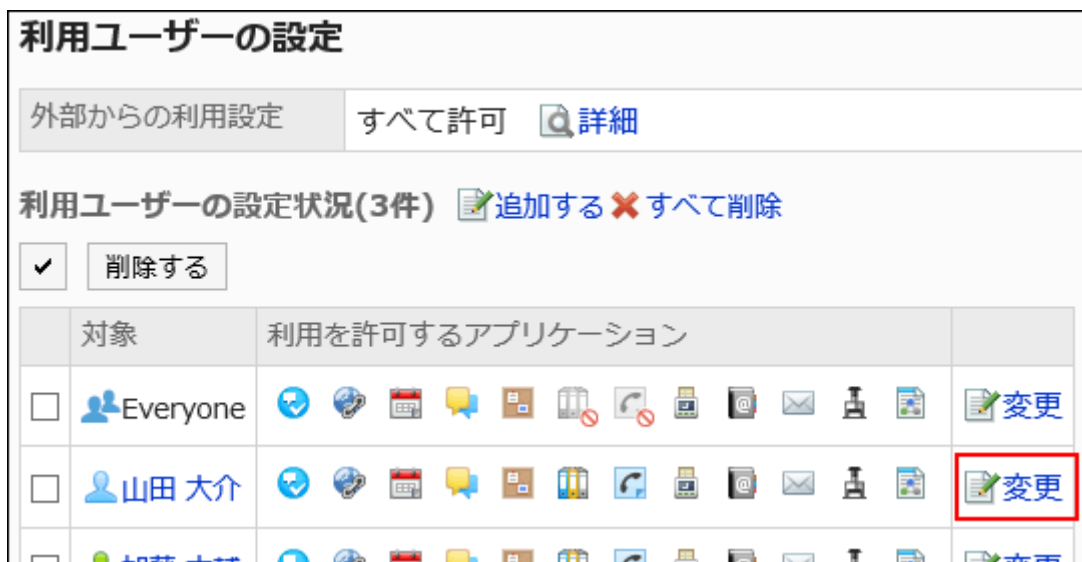 利用ユーザーの設定
外部からの利用設定 すべて許可 詳細
利用ユーザーの設定状況(3件) 追加する すべて削除
削除する
対象 利用を許可するアプリケーション
Everyone 変更
山田 大介 変更